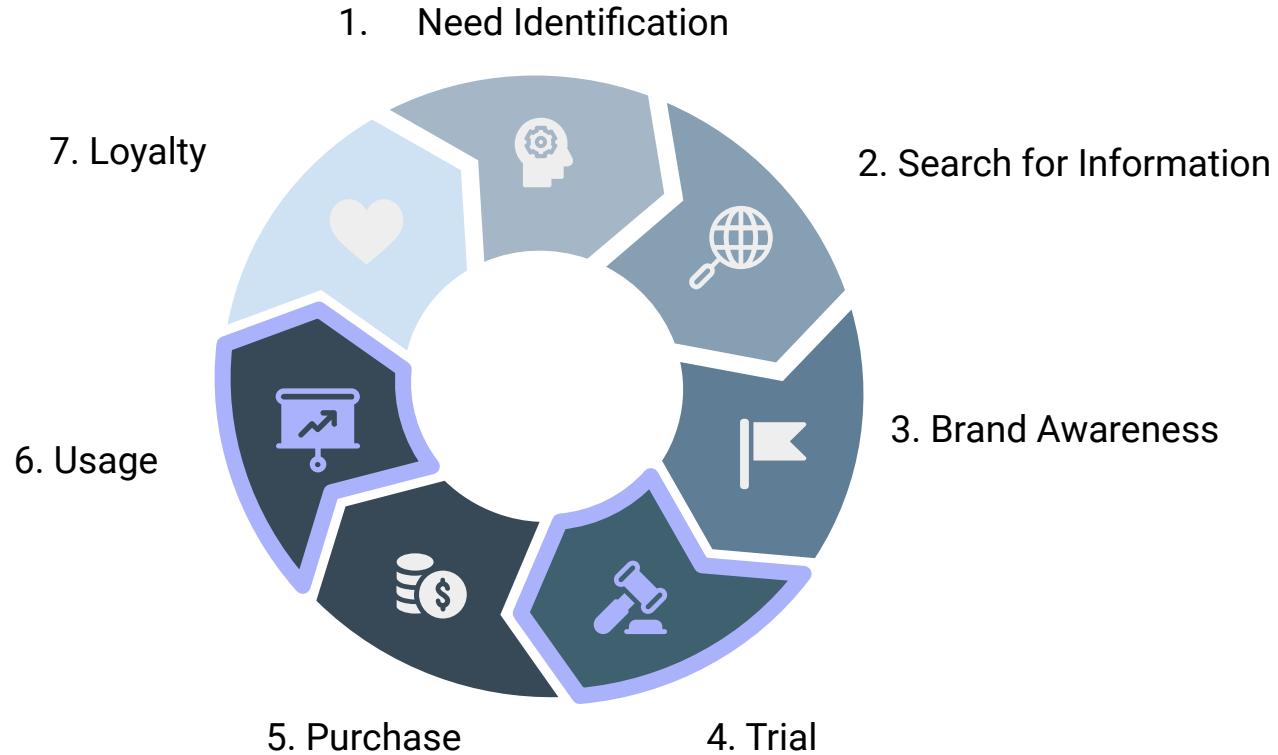 1. Need Identification
2. Search for Information
3. Brand Awareness
4. Trial
5. Purchase
6. Usage
7. Loyalty
$